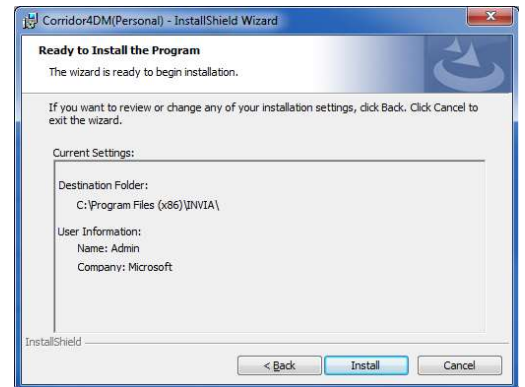 Corridor4DM(Personal) - InstallShield Wizard
Ready to Install the Program
The wizard is ready to begin installation.
If you want to review or change any of your installation settings, click Back. Click Cancel to
exit the wizard.
Current Settings:
Destination Folder:
C:\Program Files (x86)\INVIA\
User Information:
Name: Admin
Company: Microsoft
InstallShield
< Back
Install
Cancel